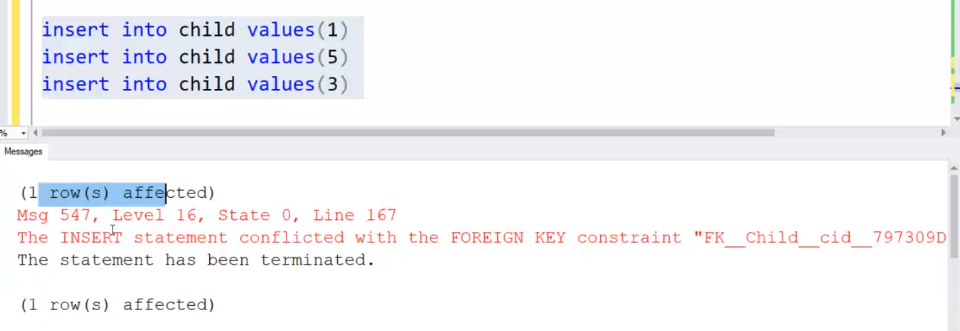 insert into child values(1)
insert into child values(5)
insert into child values(3)
%
Messages
(1 row(s) affected)
Msg 547, Level 16, State 0, Line 167
The INSERT statement conflicted with the FOREIGN KEY constraint "FK__Child__cid__797309D
The statement has been terminated.
(1 row(s) affected)